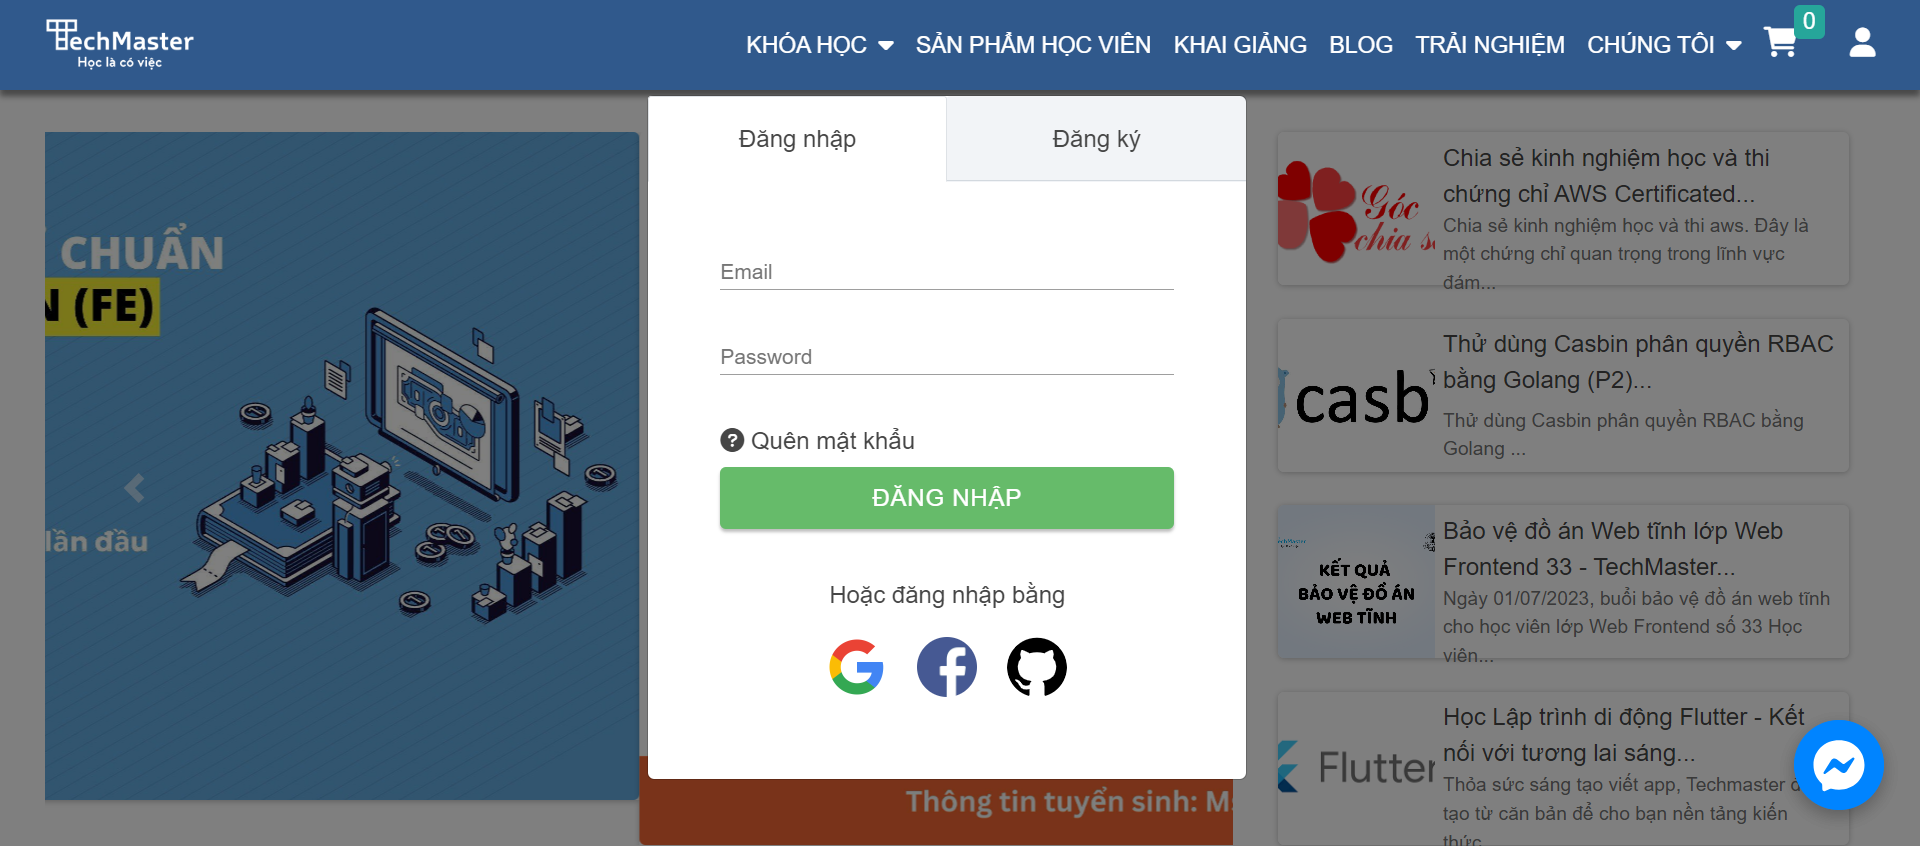 TechMaster
Học là có việc
KHÓA HỌC
SẢN PHẨM HỌC VIÊN
KHAI GIẢNG
BLOG
TRẢI NGHIỆM
CHÚNG TÔI
0
Đăng nhập
Đăng ký
Email
Password
Quên mật khẩu
ĐĂNG NHẬP
Hoặc đăng nhập bằng
CHUẨN
(FE)
lần đầu
Thông tin tuyển sinh:
Góc
chia
Chia sẻ kinh nghiệm học và thi
chứng chỉ AWS Certificated...
Chia sẻ kinh nghiệm học và thi aws. Đây là
một chứng chỉ quan trọng trong lĩnh vực
đám...
casb
Thử dùng Casbin phân quyền RBAC
bằng Golang (P2)...
Thử dùng Casbin phân quyền RBAC bằng
Golang ...
KẾT QUẢ
BẢO VỆ ĐỒ ÁN
WEB TĨNH
Bảo vệ đồ án Web tĩnh lớp Web
Frontend 33 - TechMaster...
Ngày 01/07/2023, buổi bảo vệ đồ án web tĩnh
cho học viên lớp Web Frontend số 33 Học
viên...
Flutter
Học Lập trình di động Flutter - Kết
nối với tương lai sáng...
Thỏa sức sáng tạo viết app, Techmaster
tạo từ căn bản để cho bạn nền tảng kiến
thức